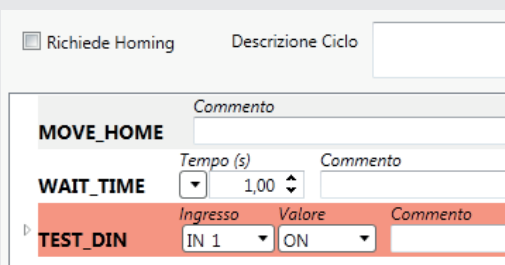 Richiede Homing Descrizione Ciclo
Commento
MOVE_HOME
Tempo (s) Commento
WAIT_TIME 1,00
Ingresso Valore Commento
TEST_DIN IN 1 ON